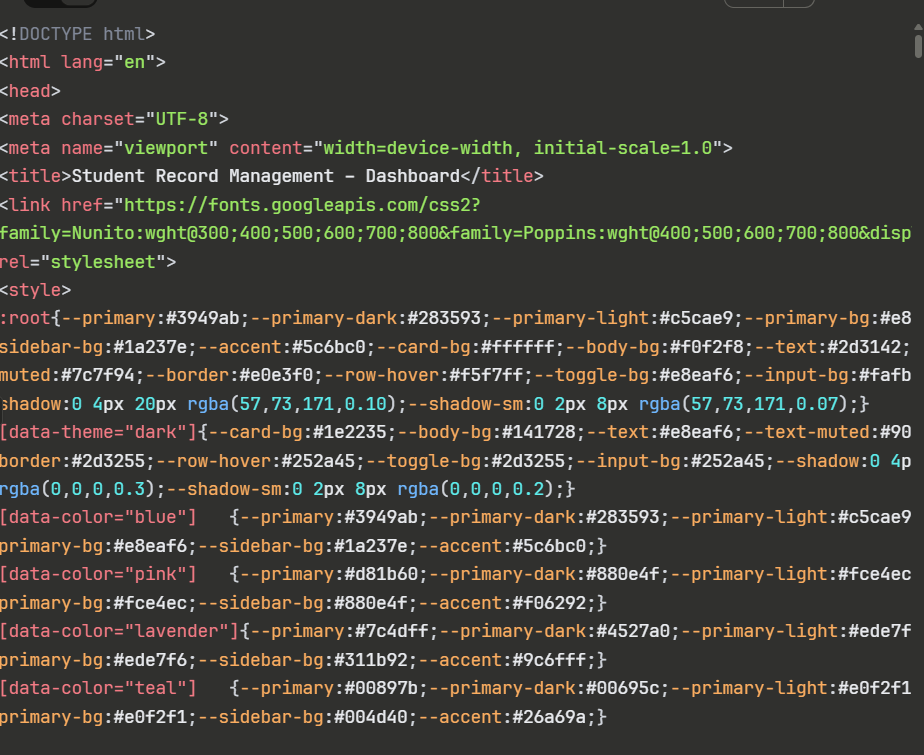 <!DOCTYPE html>
<html lang="en">
<head>
<meta charset="UTF-8">
<meta name="viewport" content="width=device-width, initial-scale=1.0">
<title>Student Record Management – Dashboard</title>
<link href="https://fonts.googleapis.com/css2?
family=Nunito:wght@300;400;500;600;700;800&family=Poppins:wght@400;500;600;700;800&disp
rel="stylesheet">
<style>
:root{--primary:#3949ab;--primary-dark:#283593;--primary-light:#c5cae9;--primary-bg:#e8
sidebar-bg:#1a237e;--accent:#5c6bc0;--card-bg:#ffffff;--body-bg:#f0f2f8;--text:#2d3142;
muted:#7c7f94;--border:#e0e3f0;--row-hover:#f5f7ff;--toggle-bg:#e8eaf6;--input-bg:#fafb
shadow:0 4px 20px rgba(57,73,171,0.10);--shadow-sm:0 2px 8px rgba(57,73,171,0.07);}
[data-theme="dark"]{--card-bg:#1e2235;--body-bg:#141728;--text:#e8eaf6;--text-muted:#90
border:#2d3255;--row-hover:#252a45;--toggle-bg:#2d3255;--input-bg:#252a45;--shadow:0 4p
rgba(0,0,0,0.3);--shadow-sm:0 2px 8px rgba(0,0,0,0.2);}
[data-color="blue"]   {--primary:#3949ab;--primary-dark:#283593;--primary-light:#c5cae9
primary-bg:#e8eaf6;--sidebar-bg:#1a237e;--accent:#5c6bc0;}
[data-color="pink"]   {--primary:#d81b60;--primary-dark:#880e4f;--primary-light:#fce4ec
primary-bg:#fce4ec;--sidebar-bg:#880e4f;--accent:#f06292;}
[data-color="lavender"]{--primary:#7c4dff;--primary-dark:#4527a0;--primary-light:#ede7f
primary-bg:#ede7f6;--sidebar-bg:#311b92;--accent:#9c6fff;}
[data-color="teal"]   {--primary:#00897b;--primary-dark:#00695c;--primary-light:#e0f2f1
primary-bg:#e0f2f1;--sidebar-bg:#004d40;--accent:#26a69a;}